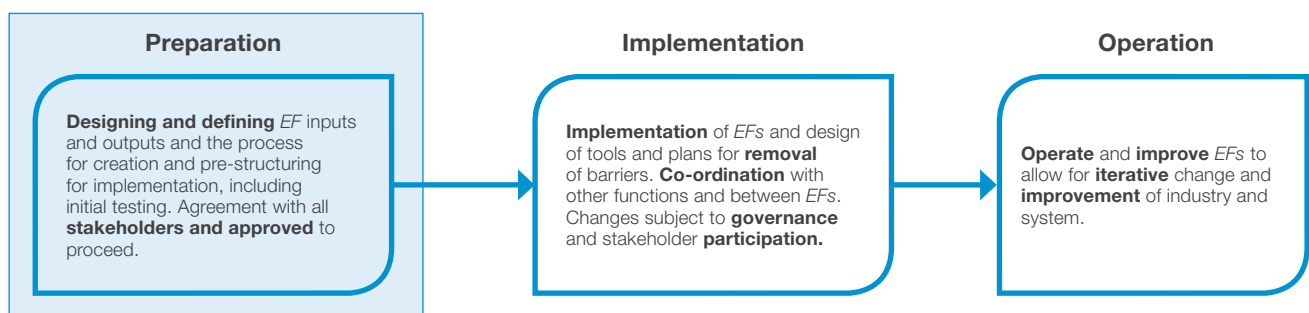 Preparation
Designing and defining EF inputs
and outputs and the process
for creation and pre-structuring
for implementation, including
initial testing. Agreement with all
stakeholders and approved to
proceed.
Implementation
Implementation of EFs and design
of tools and plans for removal
of barriers. Co-ordination with
other functions and between EFs.
Changes subject to governance
and stakeholder participation.
Operation
Operate and improve EFs to
allow for iterative change and
improvement of industry and
system.